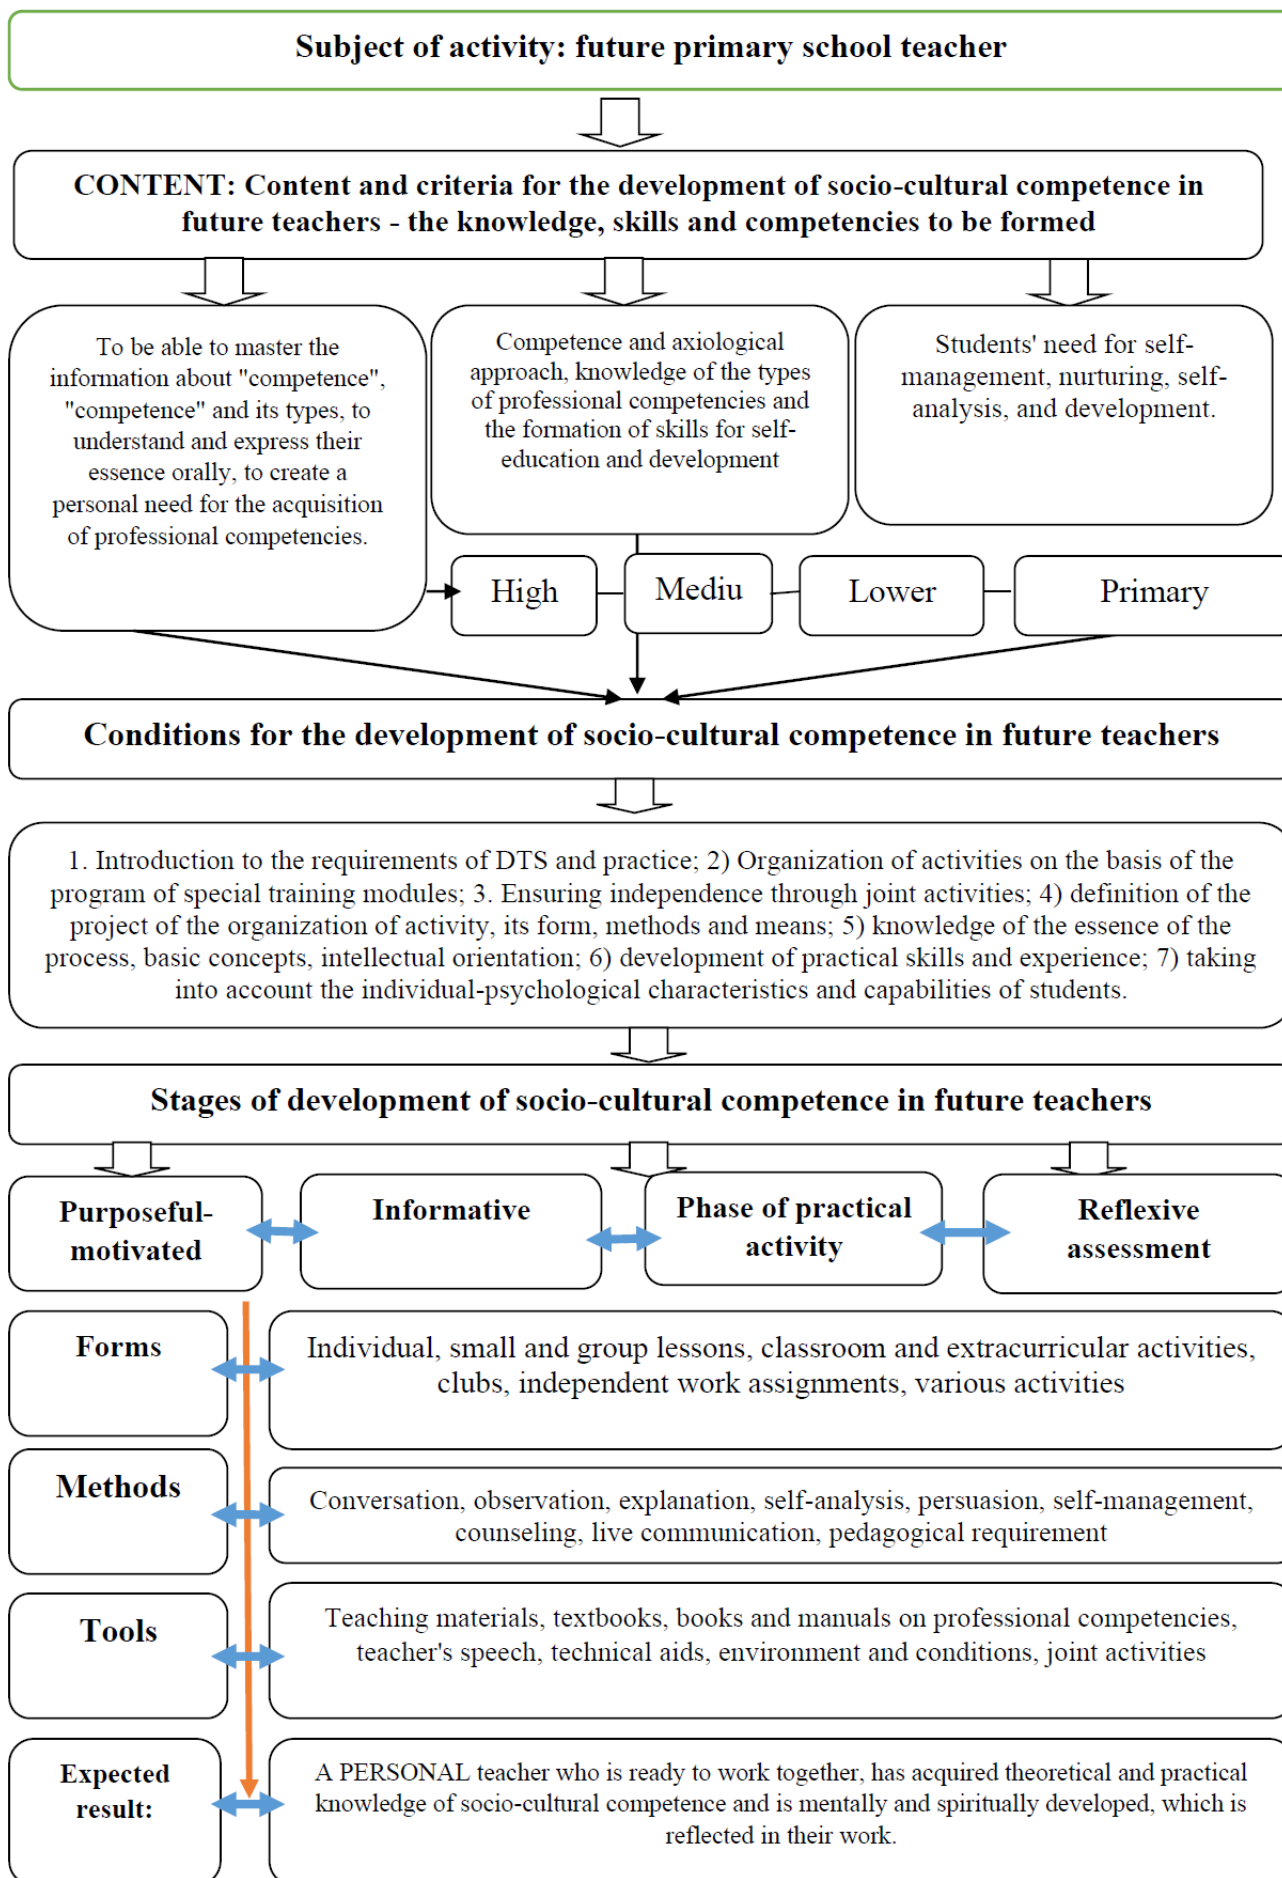 Subject of activity: future primary school teacher
CONTENT: Content and criteria for the development of socio-cultural competence in
future teachers - the knowledge, skills and competencies to be formed
To be able to master the
information about "competence",
"competence" and its types, to
understand and express their
essence orally, to create a
personal need for the acquisition
of professional competencies.
Competence and axiological
approach, knowledge of the types
of professional competencies and
the formation of skills for self-
education and development
Students' need for self-
management, nurturing, self-
analysis, and development.
High
Mediu
Lower
Primary
Conditions for the development of socio-cultural competence in future teachers
1. Introduction to the requirements of DTS and practice; 2) Organization of activities on the basis of the
program of special training modules; 3. Ensuring independence through joint activities; 4) definition of the
project of the organization of activity, its form, methods and means; 5) knowledge of the essence of the
process, basic concepts, intellectual orientation; 6) development of practical skills and experience; 7) taking
into account the individual-psychological characteristics and capabilities of students.
Stages of development of socio-cultural competence in future teachers
Purposeful-
motivated
Informative
Phase of practical
activity
Reflexive
assessment
Forms
Individual, small and group lessons, classroom and extracurricular activities,
clubs, independent work assignments, various activities
Methods
Conversation, observation, explanation, self-analysis, persuasion, self-management,
counseling, live communication, pedagogical requirement
Tools
Teaching materials, textbooks, books and manuals on professional competencies,
teacher's speech, technical aids, environment and conditions, joint activities
Expected
result:
A PERSONAL teacher who is ready to work together, has acquired theoretical and practical
knowledge of socio-cultural competence and is mentally and spiritually developed, which is
reflected in their work.